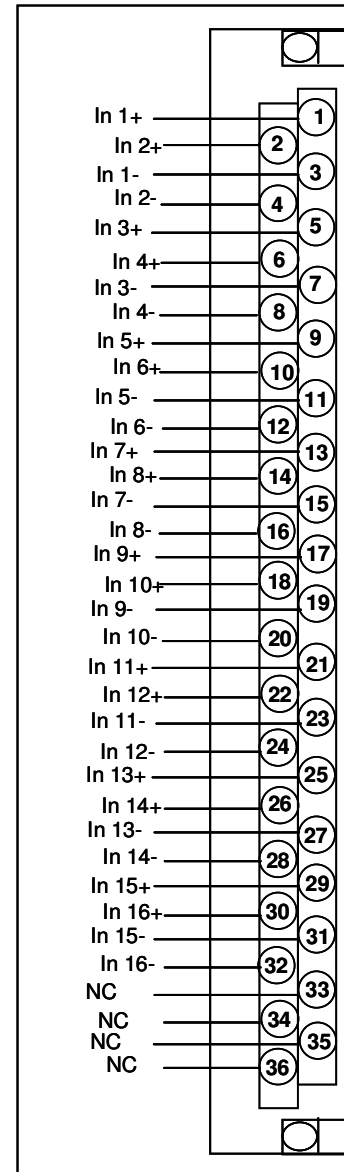 In 1+ 1
In 2+ 2
In 1- 3
In 2- 4
In 3+ 5
In 4+ 6
In 3- 7
In 4- 8
In 5+ 9
In 6+ 10
In 5- 11
In 6- 12
In 7+ 13
In 8+ 14
In 7- 15
In 8- 16
In 9+ 17
In 10+ 18
In 9- 19
In 10- 20
In 11+ 21
In 12+ 22
In 11- 23
In 12- 24
In 13+ 25
In 14+ 26
In 13- 27
In 14- 28
In 15+ 29
In 16+ 30
In 15- 31
In 16- 32
NC 33
NC 34
NC 35
NC 36